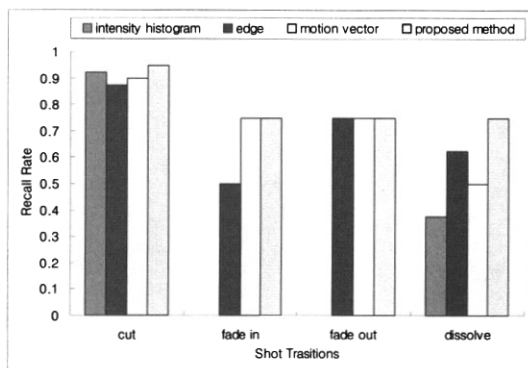 intensity histogram edge motion vector proposed method
1
0.9
0.8
0.7
0.6
0.5
0.4
0.3
0.2
0.1
0
Recall Rate
cut fade in fade out dissolve
Shot Trasitions